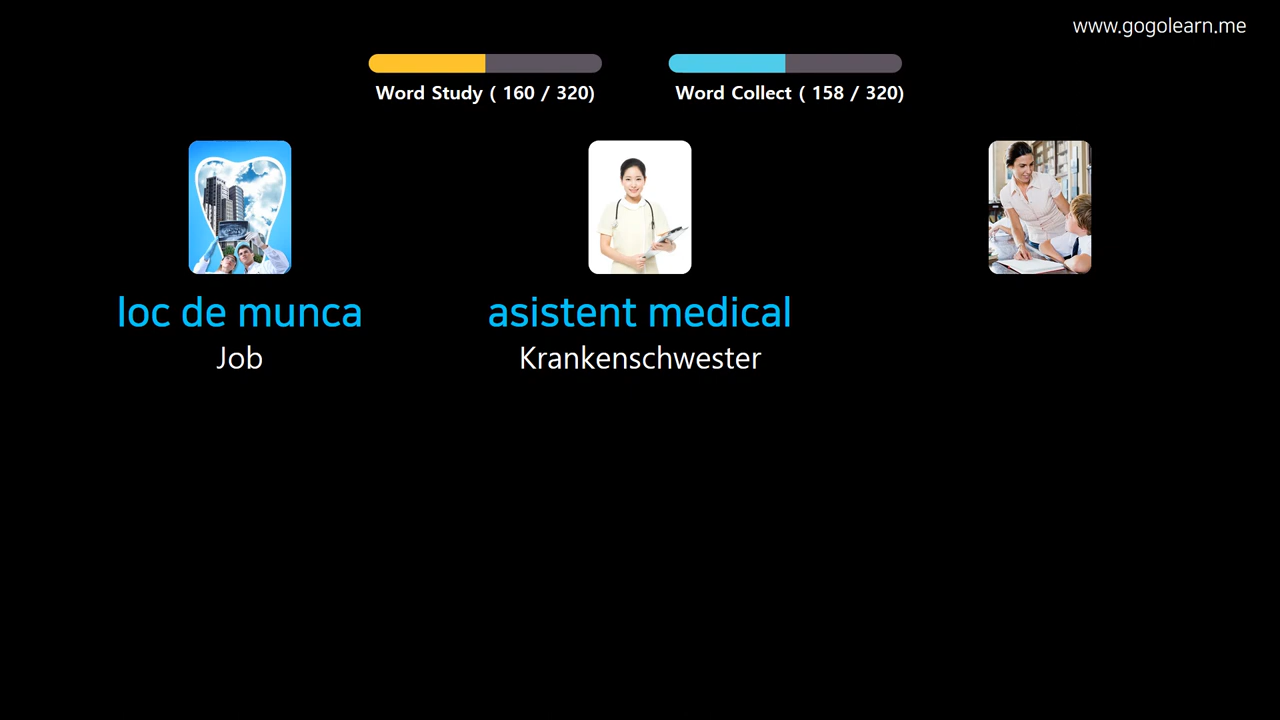 www.gogolearn.me
Word Study ( 160 / 320)
Word Collect ( 158 / 320)
loc de munca
asistent medical
Job
Krankenschwester